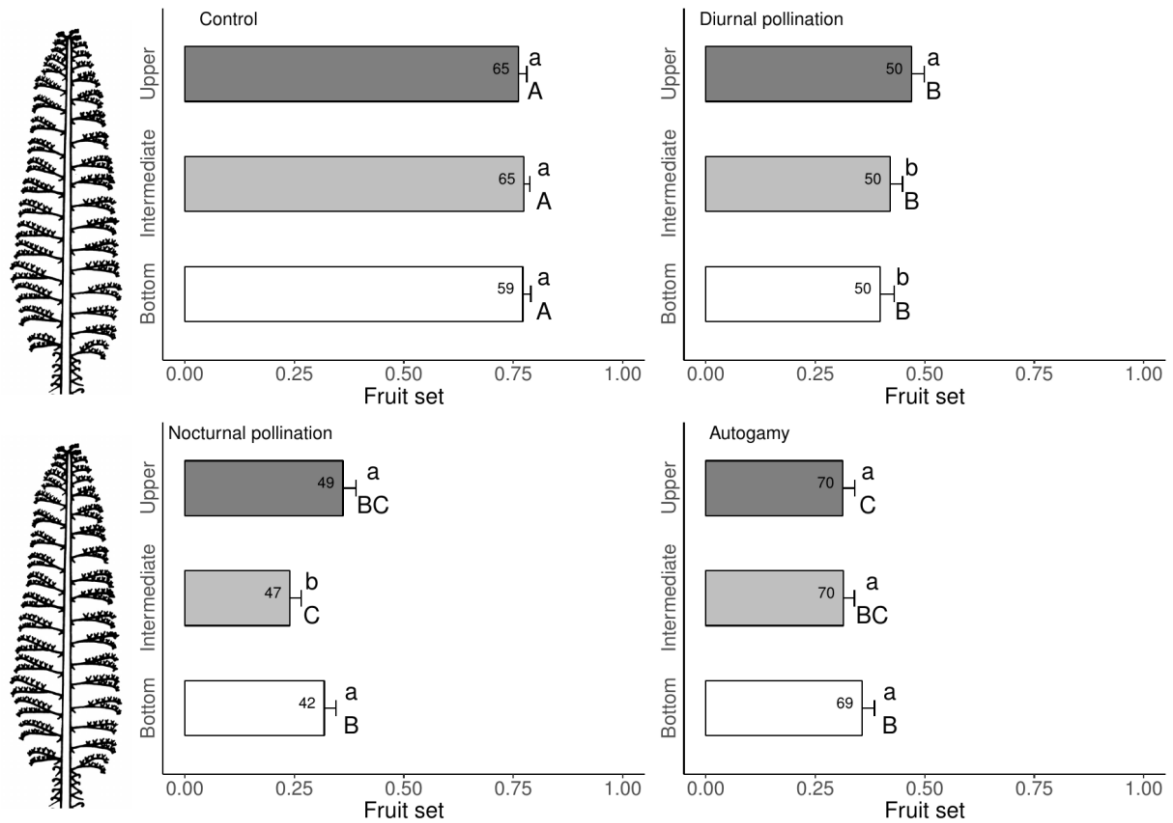 Control
Upper
65
a
A
Intermediate
65
a
A
Bottom
59
a
A
0.00 0.25 0.50 0.75 1.00
Fruit set
Diurnal pollination
Upper
50
a
B
Intermediate
50
b
B
Bottom
50
b
B
0.00 0.25 0.50 0.75 1.00
Fruit set
Nocturnal pollination
Upper
49
a
BC
Intermediate
47
b
C
Bottom
42
a
B
0.00 0.25 0.50 0.75 1.00
Fruit set
Autogamy
Upper
70
a
C
Intermediate
70
a
BC
Bottom
69
a
B
0.00 0.25 0.50 0.75 1.00
Fruit set